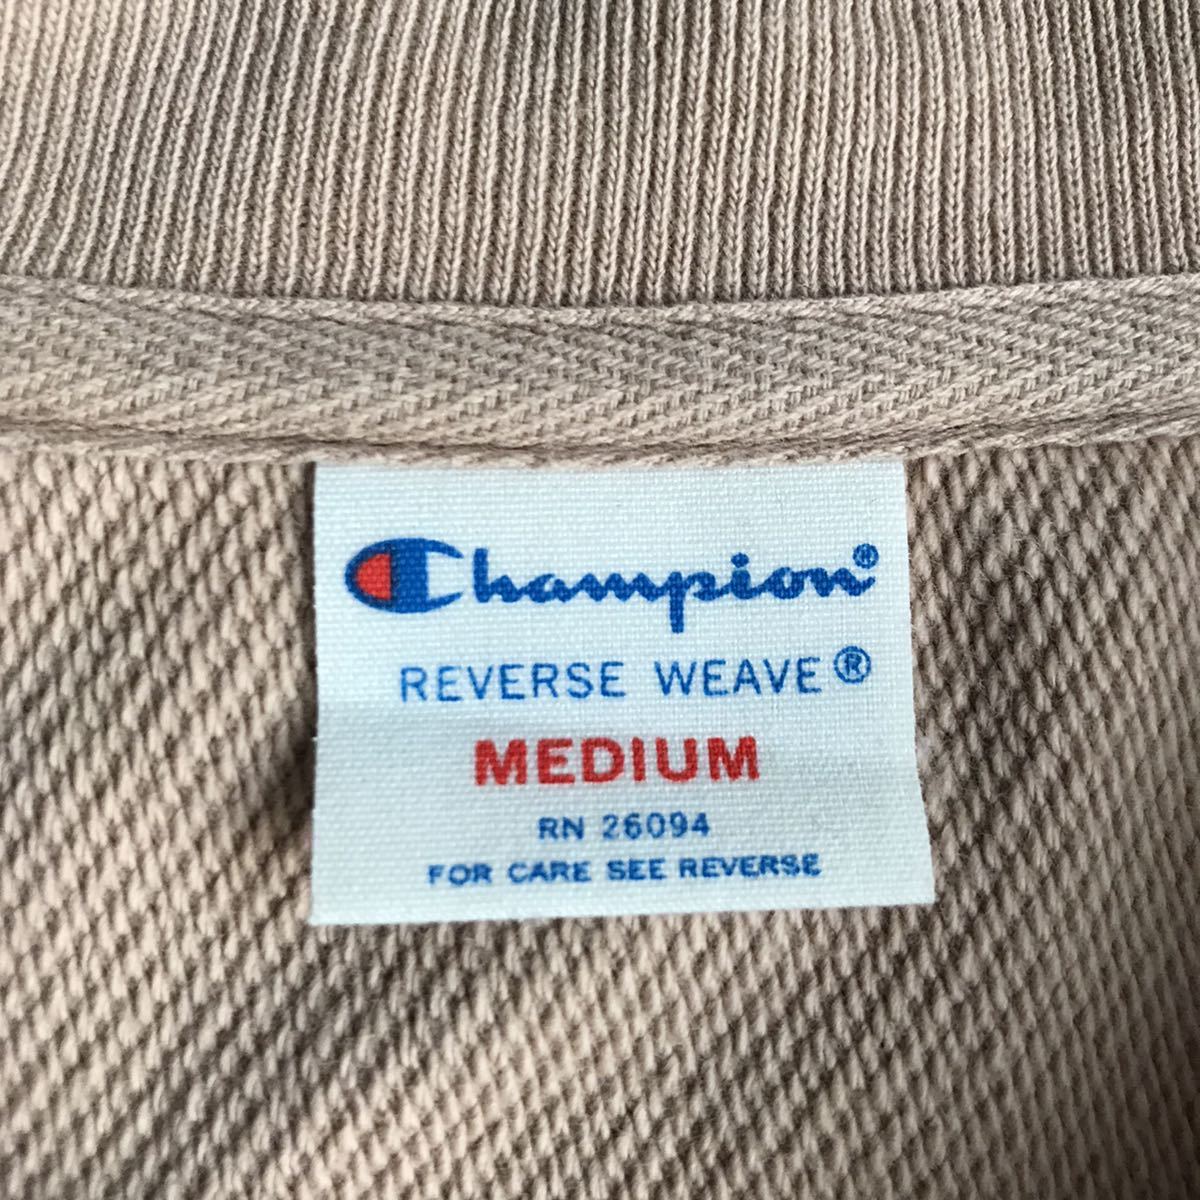 Champion®
REVERSE WEAVE®
MEDIUM
RN 26094
FOR CARE SEE REVERSE